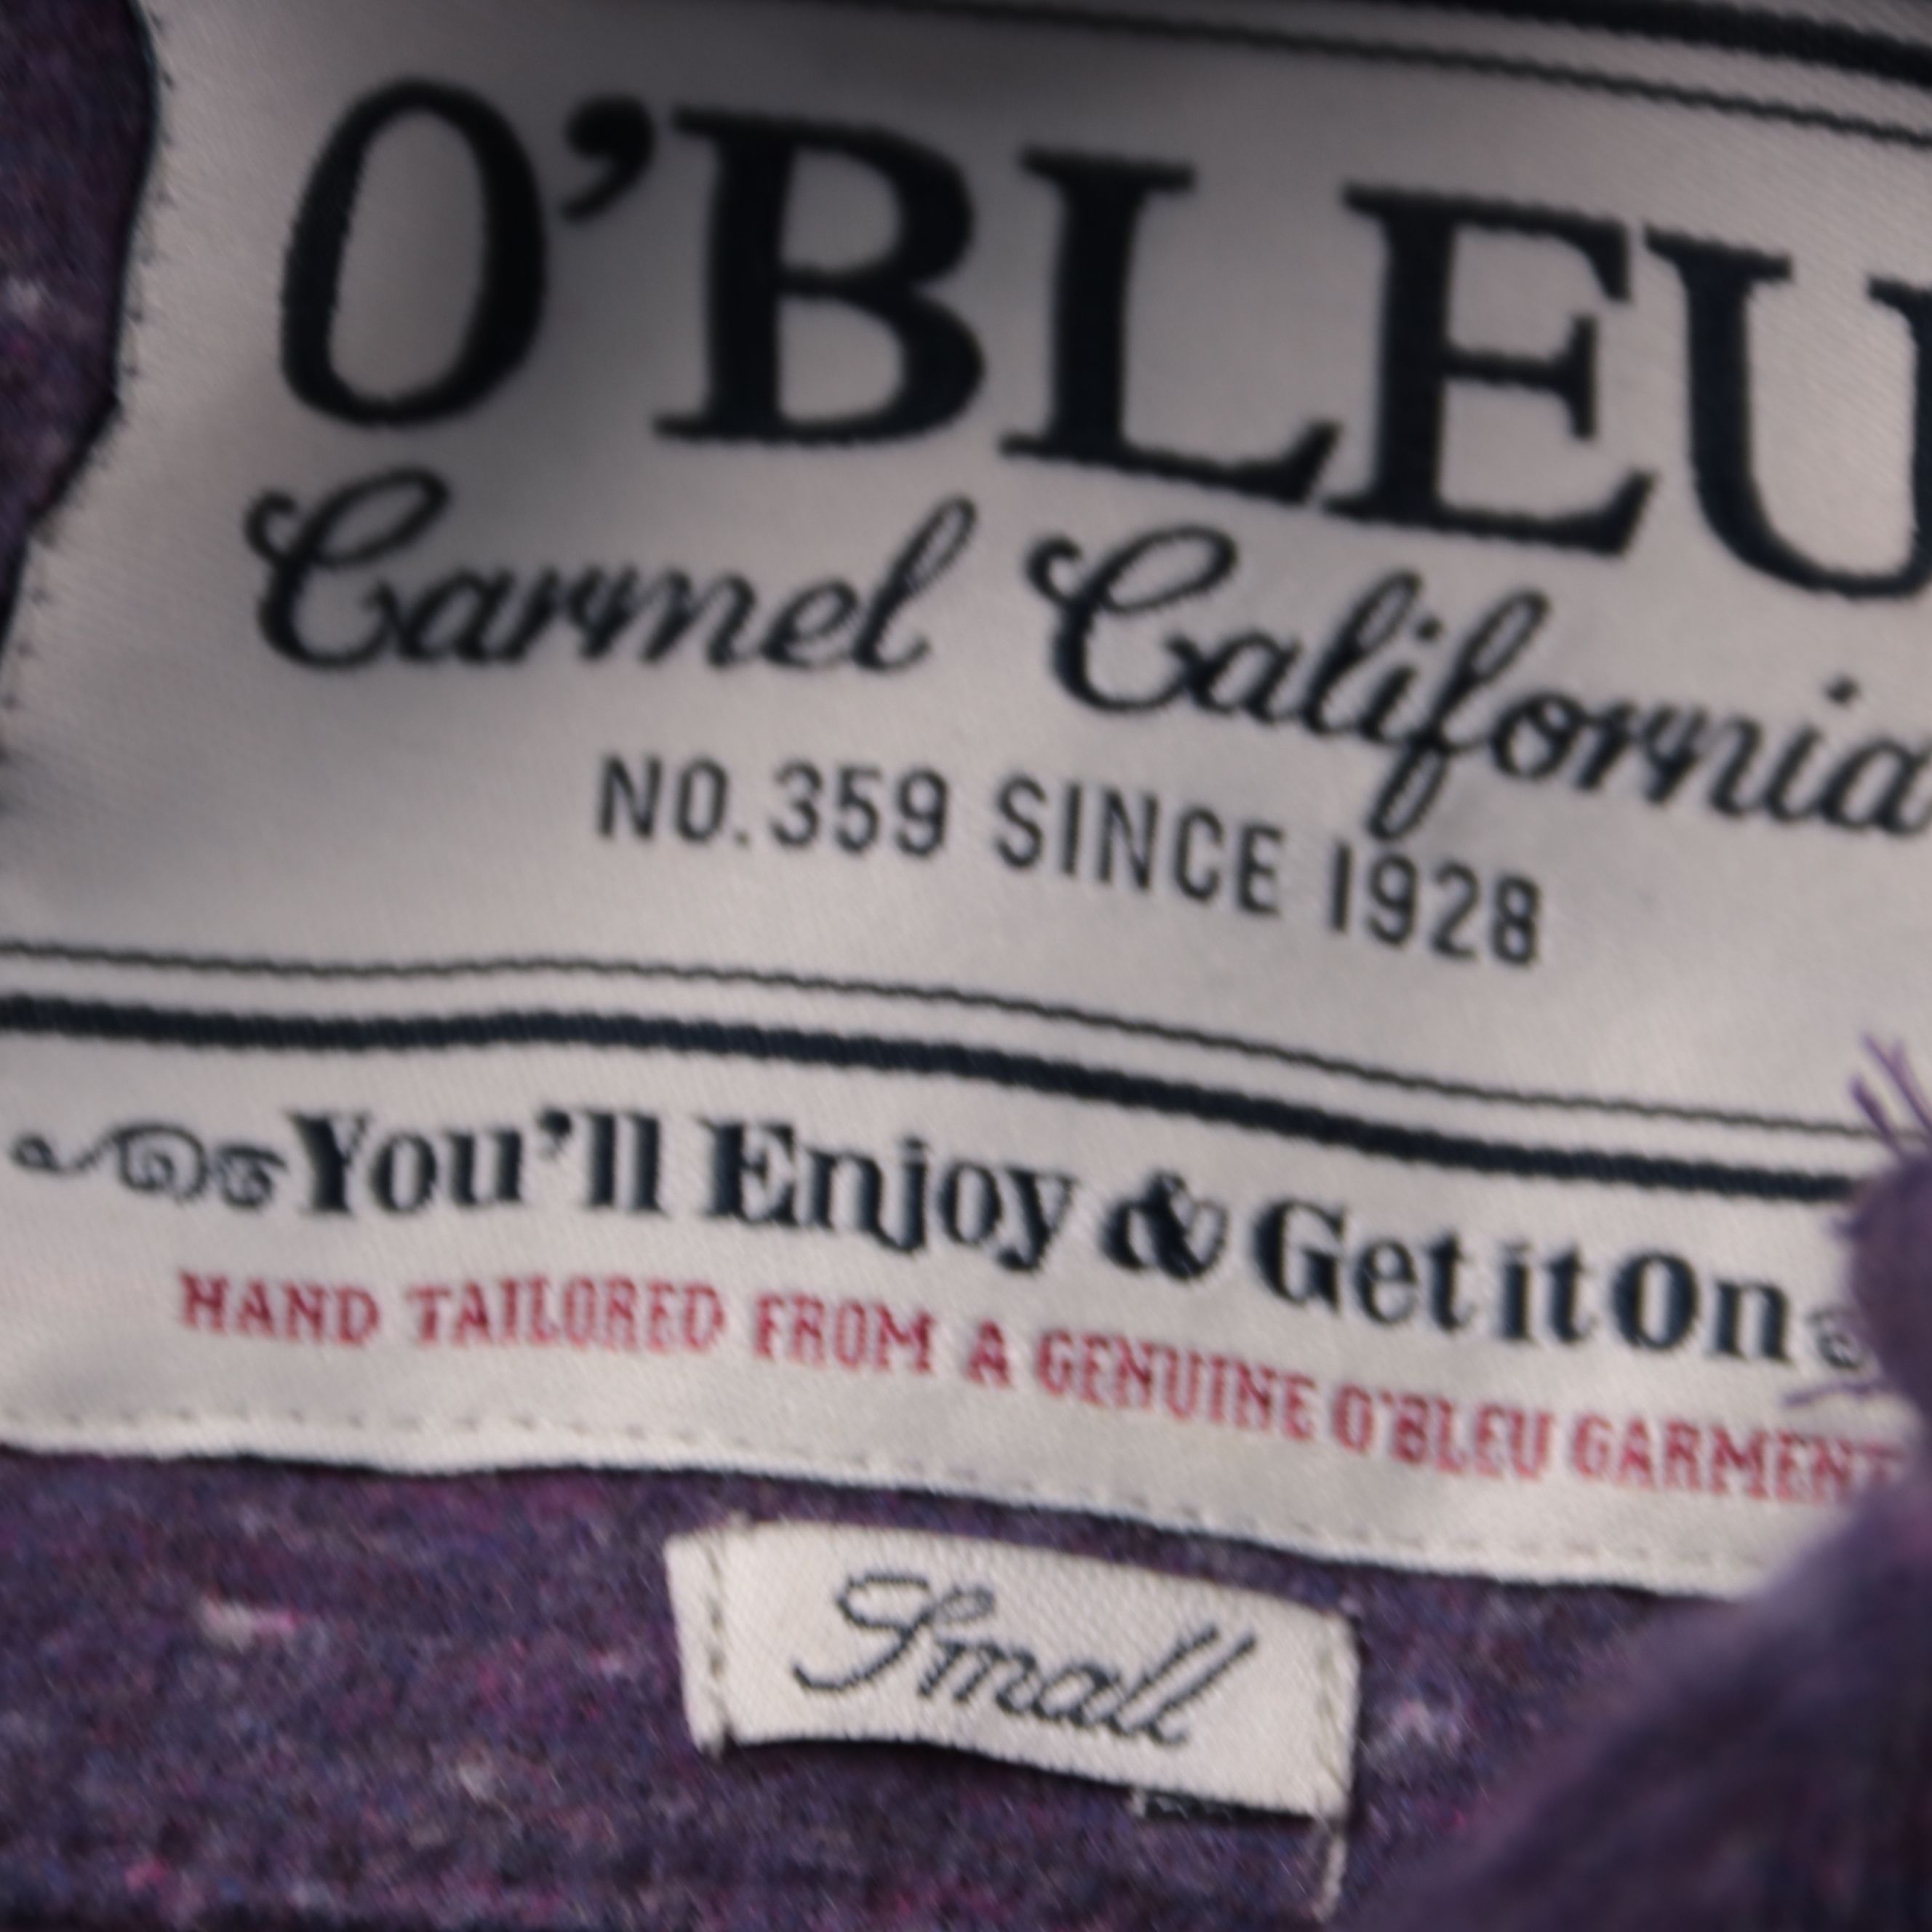 O'BLEU
Carmel California
NO. 359 SINCE 1928
You'll Enjoy & Get it On
HAND TAILORED FROM A GENUINE O'BLEU GARMENT
Small